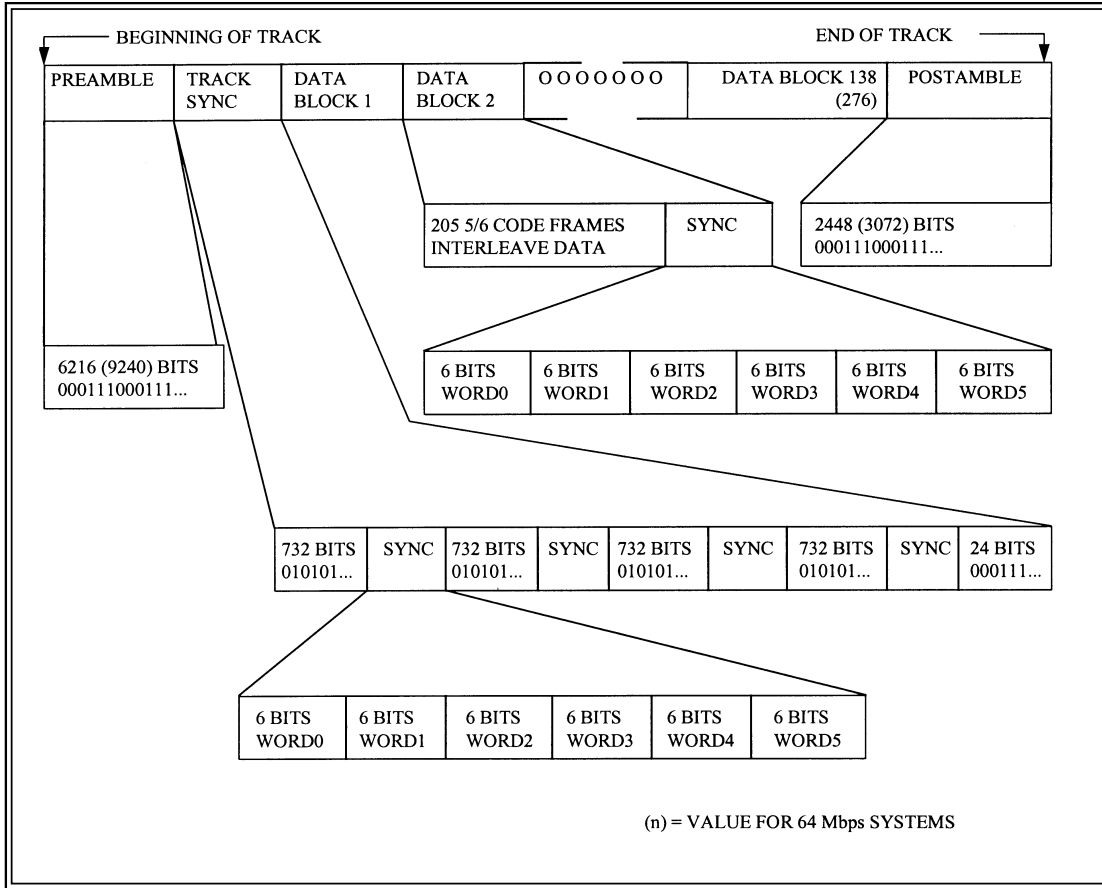 BEGINNING OF TRACK
END OF TRACK
PREAMBLE
TRACK
SYNC
DATA
BLOCK 1
DATA
BLOCK 2
O O O O O O O
DATA BLOCK 138
(276)
POSTAMBLE
205 5/6 CODE FRAMES
INTERLEAVE DATA
SYNC
2448 (3072) BITS
000111000111...
6216 (9240) BITS
000111000111...
6 BITS
WORD0
6 BITS
WORD1
6 BITS
WORD2
6 BITS
WORD3
6 BITS
WORD4
6 BITS
WORD5
732 BITS
010101...
SYNC
732 BITS
010101...
SYNC
732 BITS
010101...
SYNC
732 BITS
010101...
SYNC
24 BITS
000111...
6 BITS
WORD0
6 BITS
WORD1
6 BITS
WORD2
6 BITS
WORD3
6 BITS
WORD4
6 BITS
WORD5
(n) = VALUE FOR 64 Mbps SYSTEMS